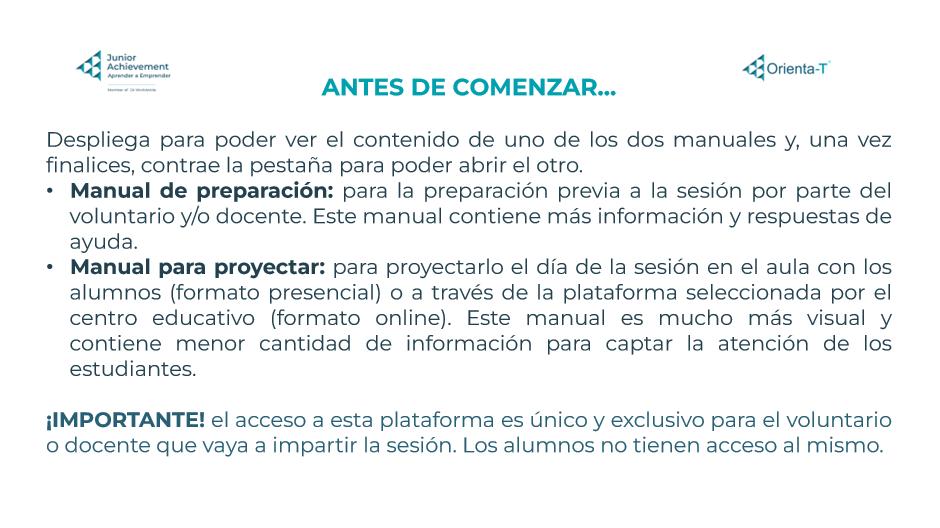 Junior
Achievement
Aprender a Emprender
Member of JA Worldwide
Orienta-T
ANTES DE COMENZAR...
Despliega para poder ver el contenido de uno de los dos manuales y, una vez
finalices, contrae la pestaña para poder abrir el otro.
• Manual de preparación: para la preparación previa a la sesión por parte del
voluntario y/o docente. Este manual contiene más información y respuestas de
ayuda.
• Manual para proyectar: para proyectarlo el día de la sesión en el aula con los
alumnos (formato presencial) o a través de la plataforma seleccionada por el
centro educativo (formato online). Este manual es mucho más visual y
contiene menor cantidad de información para captar la atención de los
estudiantes.
¡IMPORTANTE! el acceso a esta plataforma es único y exclusivo para el voluntario
o docente que vaya a impartir la sesión. Los alumnos no tienen acceso al mismo.